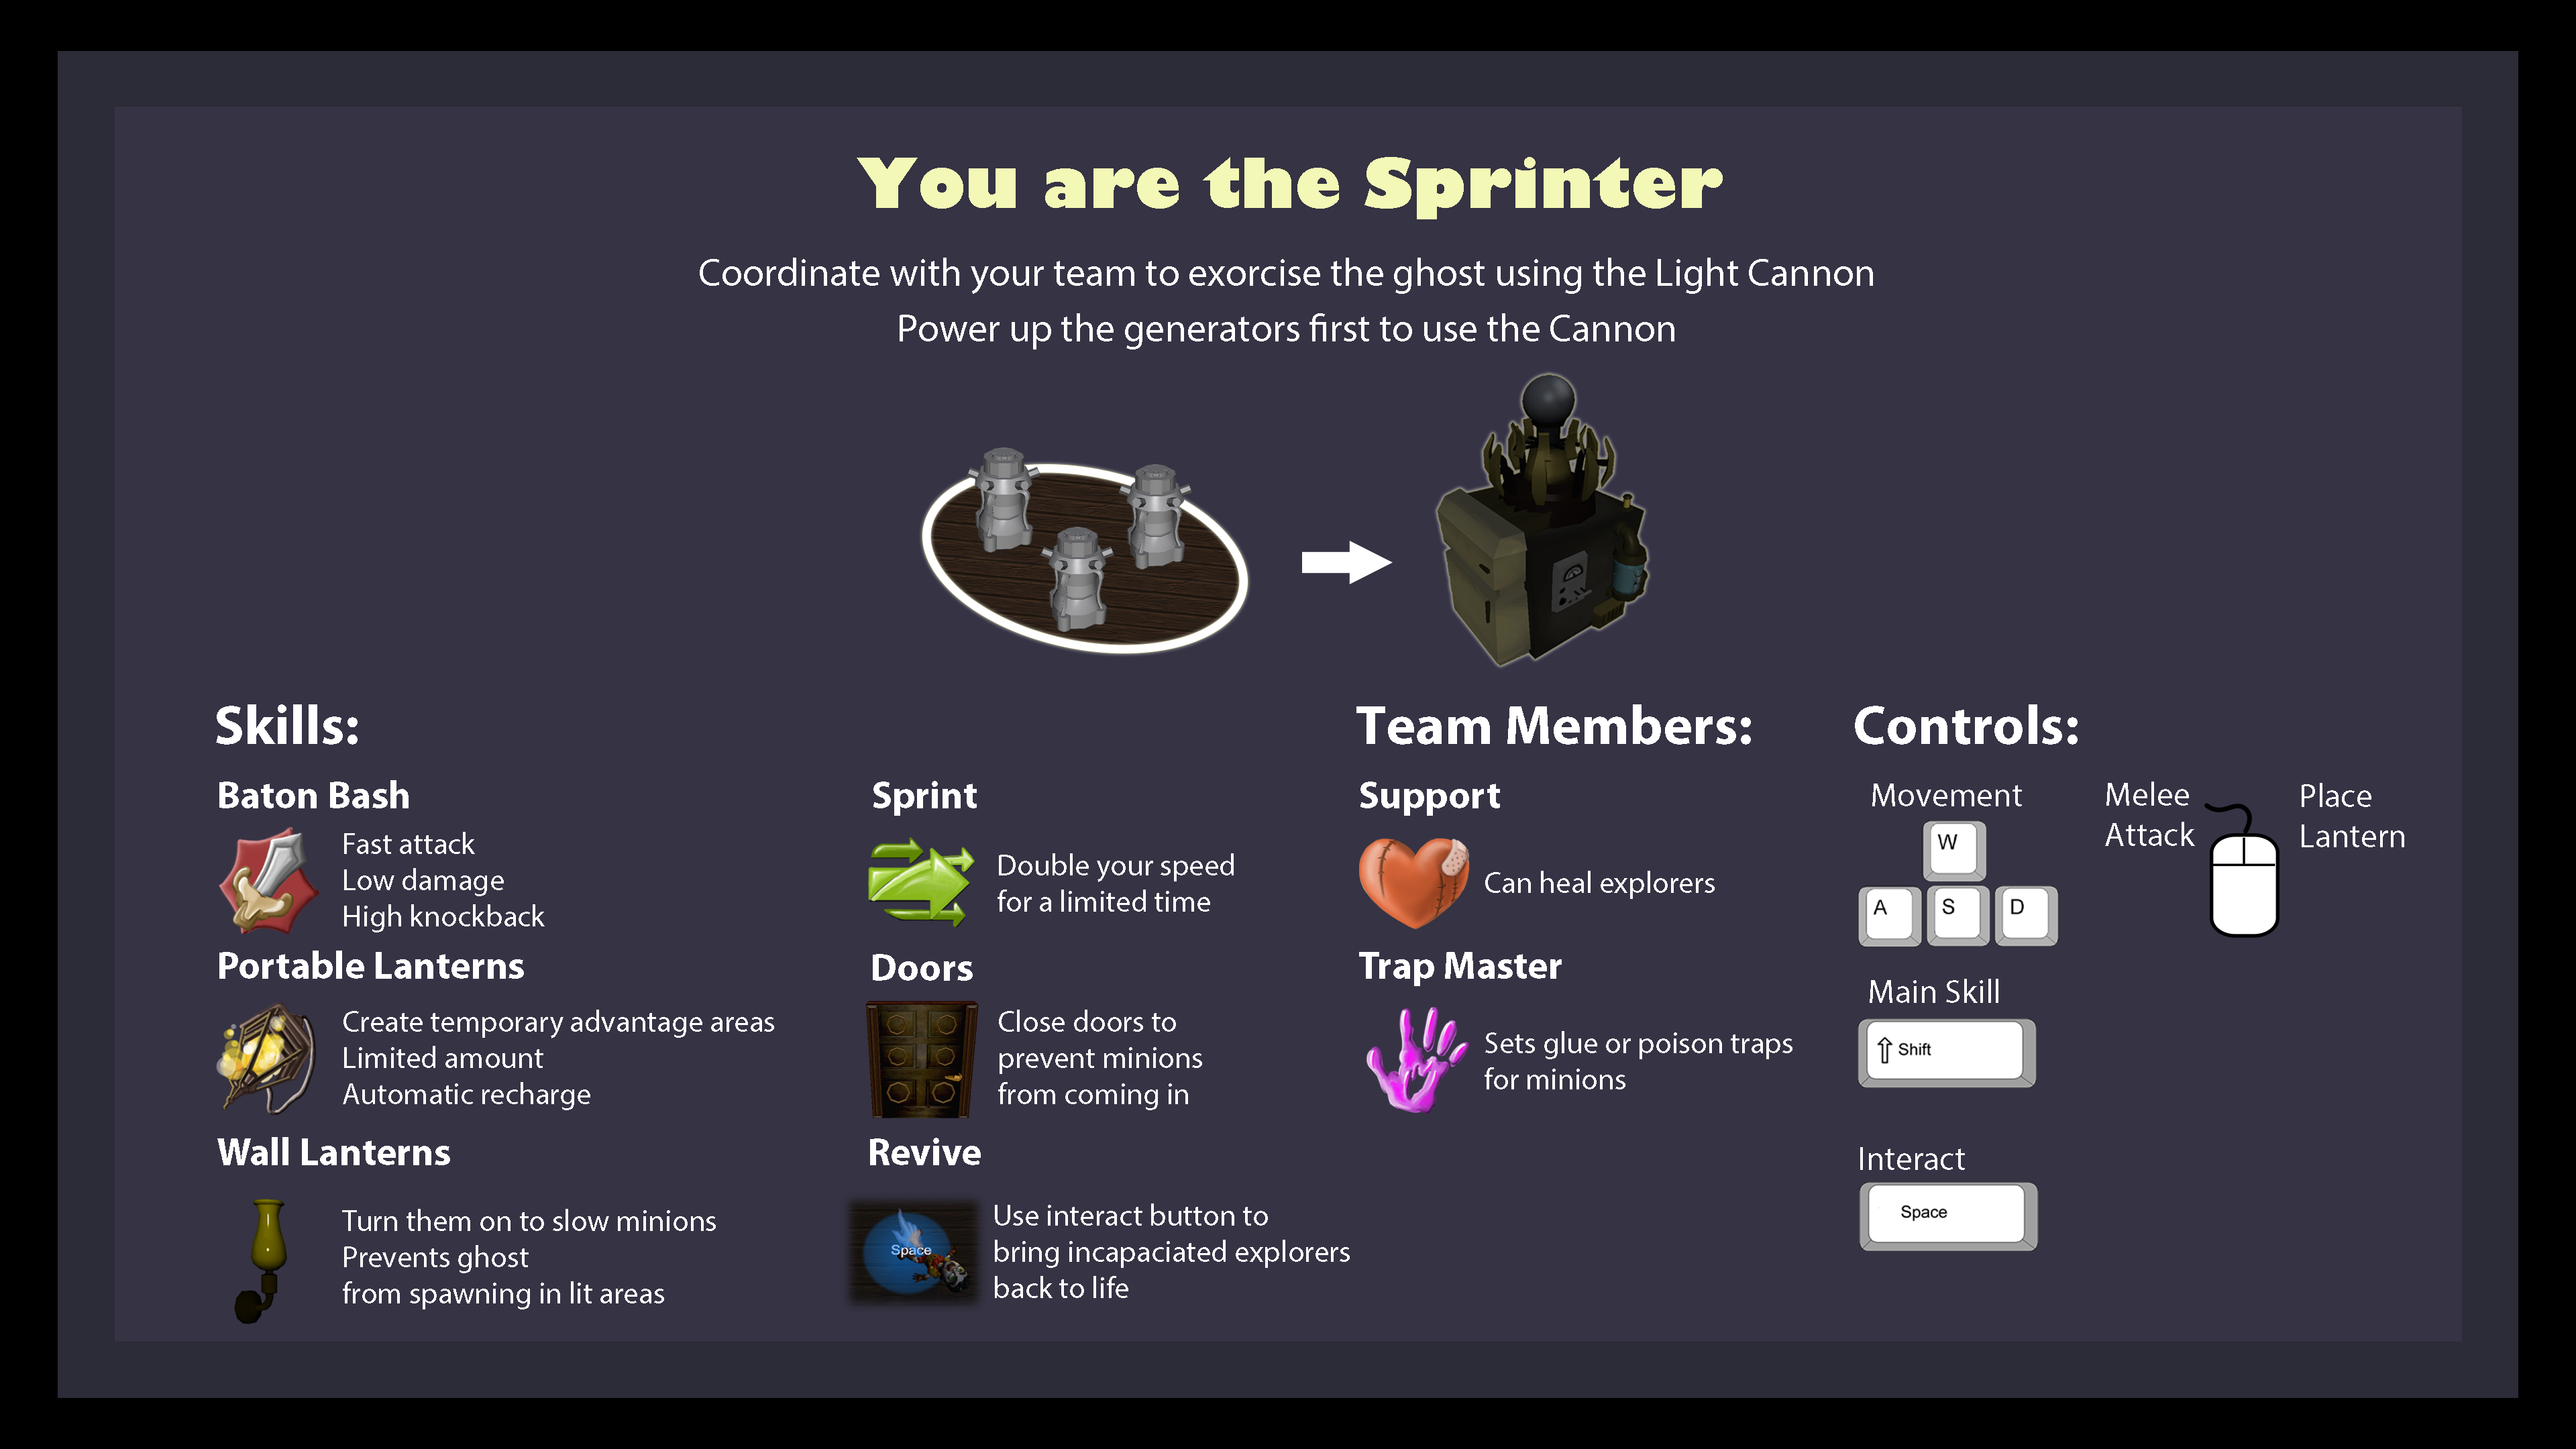 You are the Sprinter
Coordinate with your team to exorcise the ghost using the Light Cannon
Power up the generators first to use the Cannon
Skills:
Baton Bash
Fast attack
Low damage
High knockback
Portable Lanterns
Create temporary advantage areas
Limited amount
Automatic recharge
Wall Lanterns
Turn them on to slow minions
Prevents ghost
from spawning in lit areas
Sprint
Double your speed
for a limited time
Doors
Close doors to
prevent minions
from coming in
Revive
Space
Use interact button to
bring incapaciated explorers
back to life
Team Members:
Support
Can heal explorers
Trap Master
Sets glue or poison traps
for minions
Controls:
Movement
W
A S D
Melee
Attack
Place
Lantern
Main Skill
⇧ Shift
Interact
Space